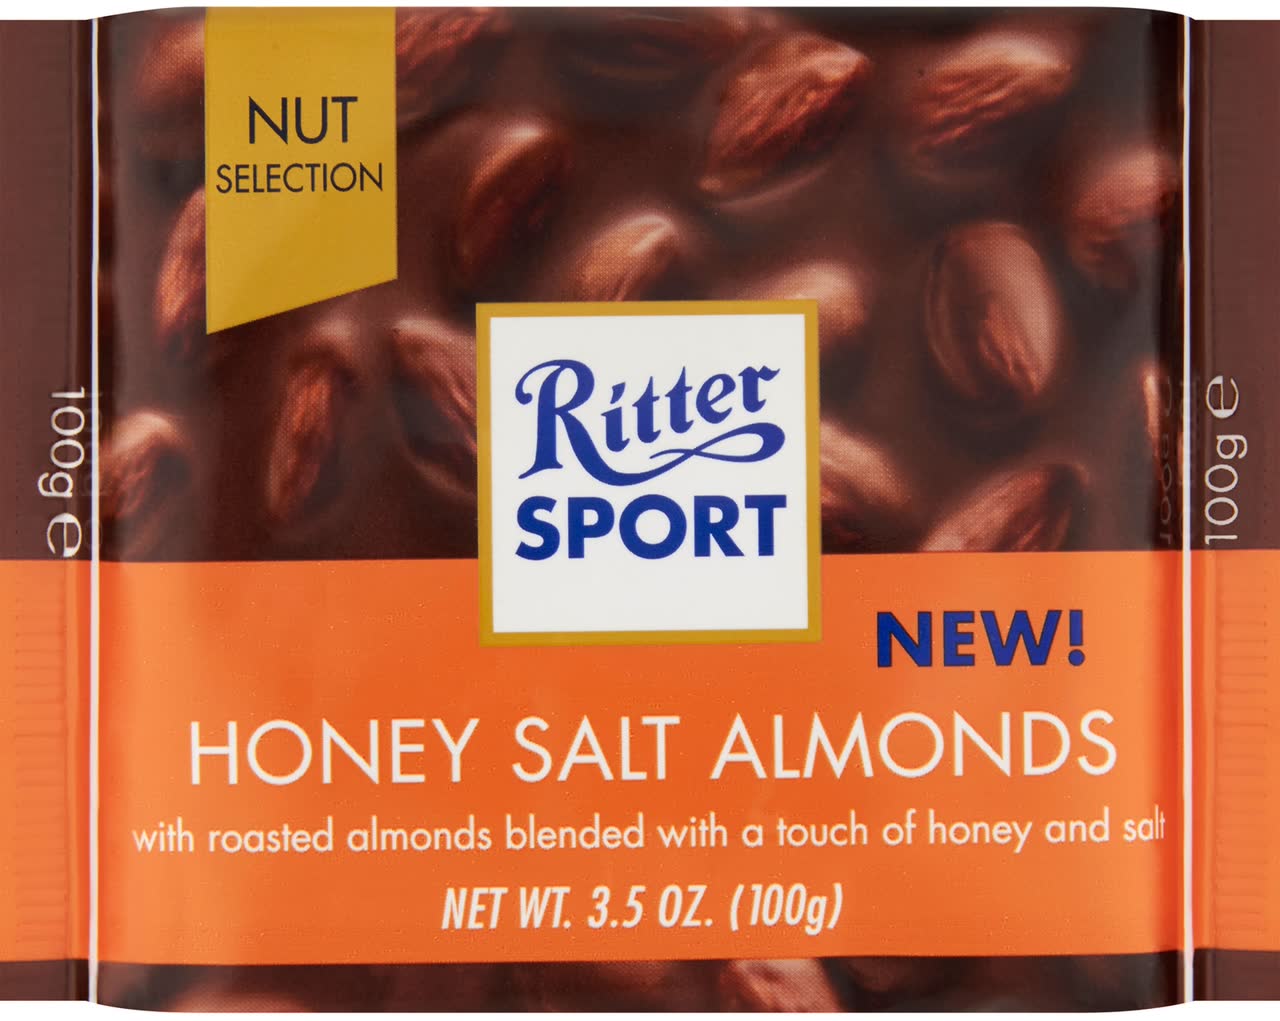 NUT
SELECTION
Ritter
SPORT
100g e
100g e
NEW!
HONEY SALT ALMONDS
with roasted almonds blended with a touch of honey and salt
NET WT. 3.5 OZ. (100g)